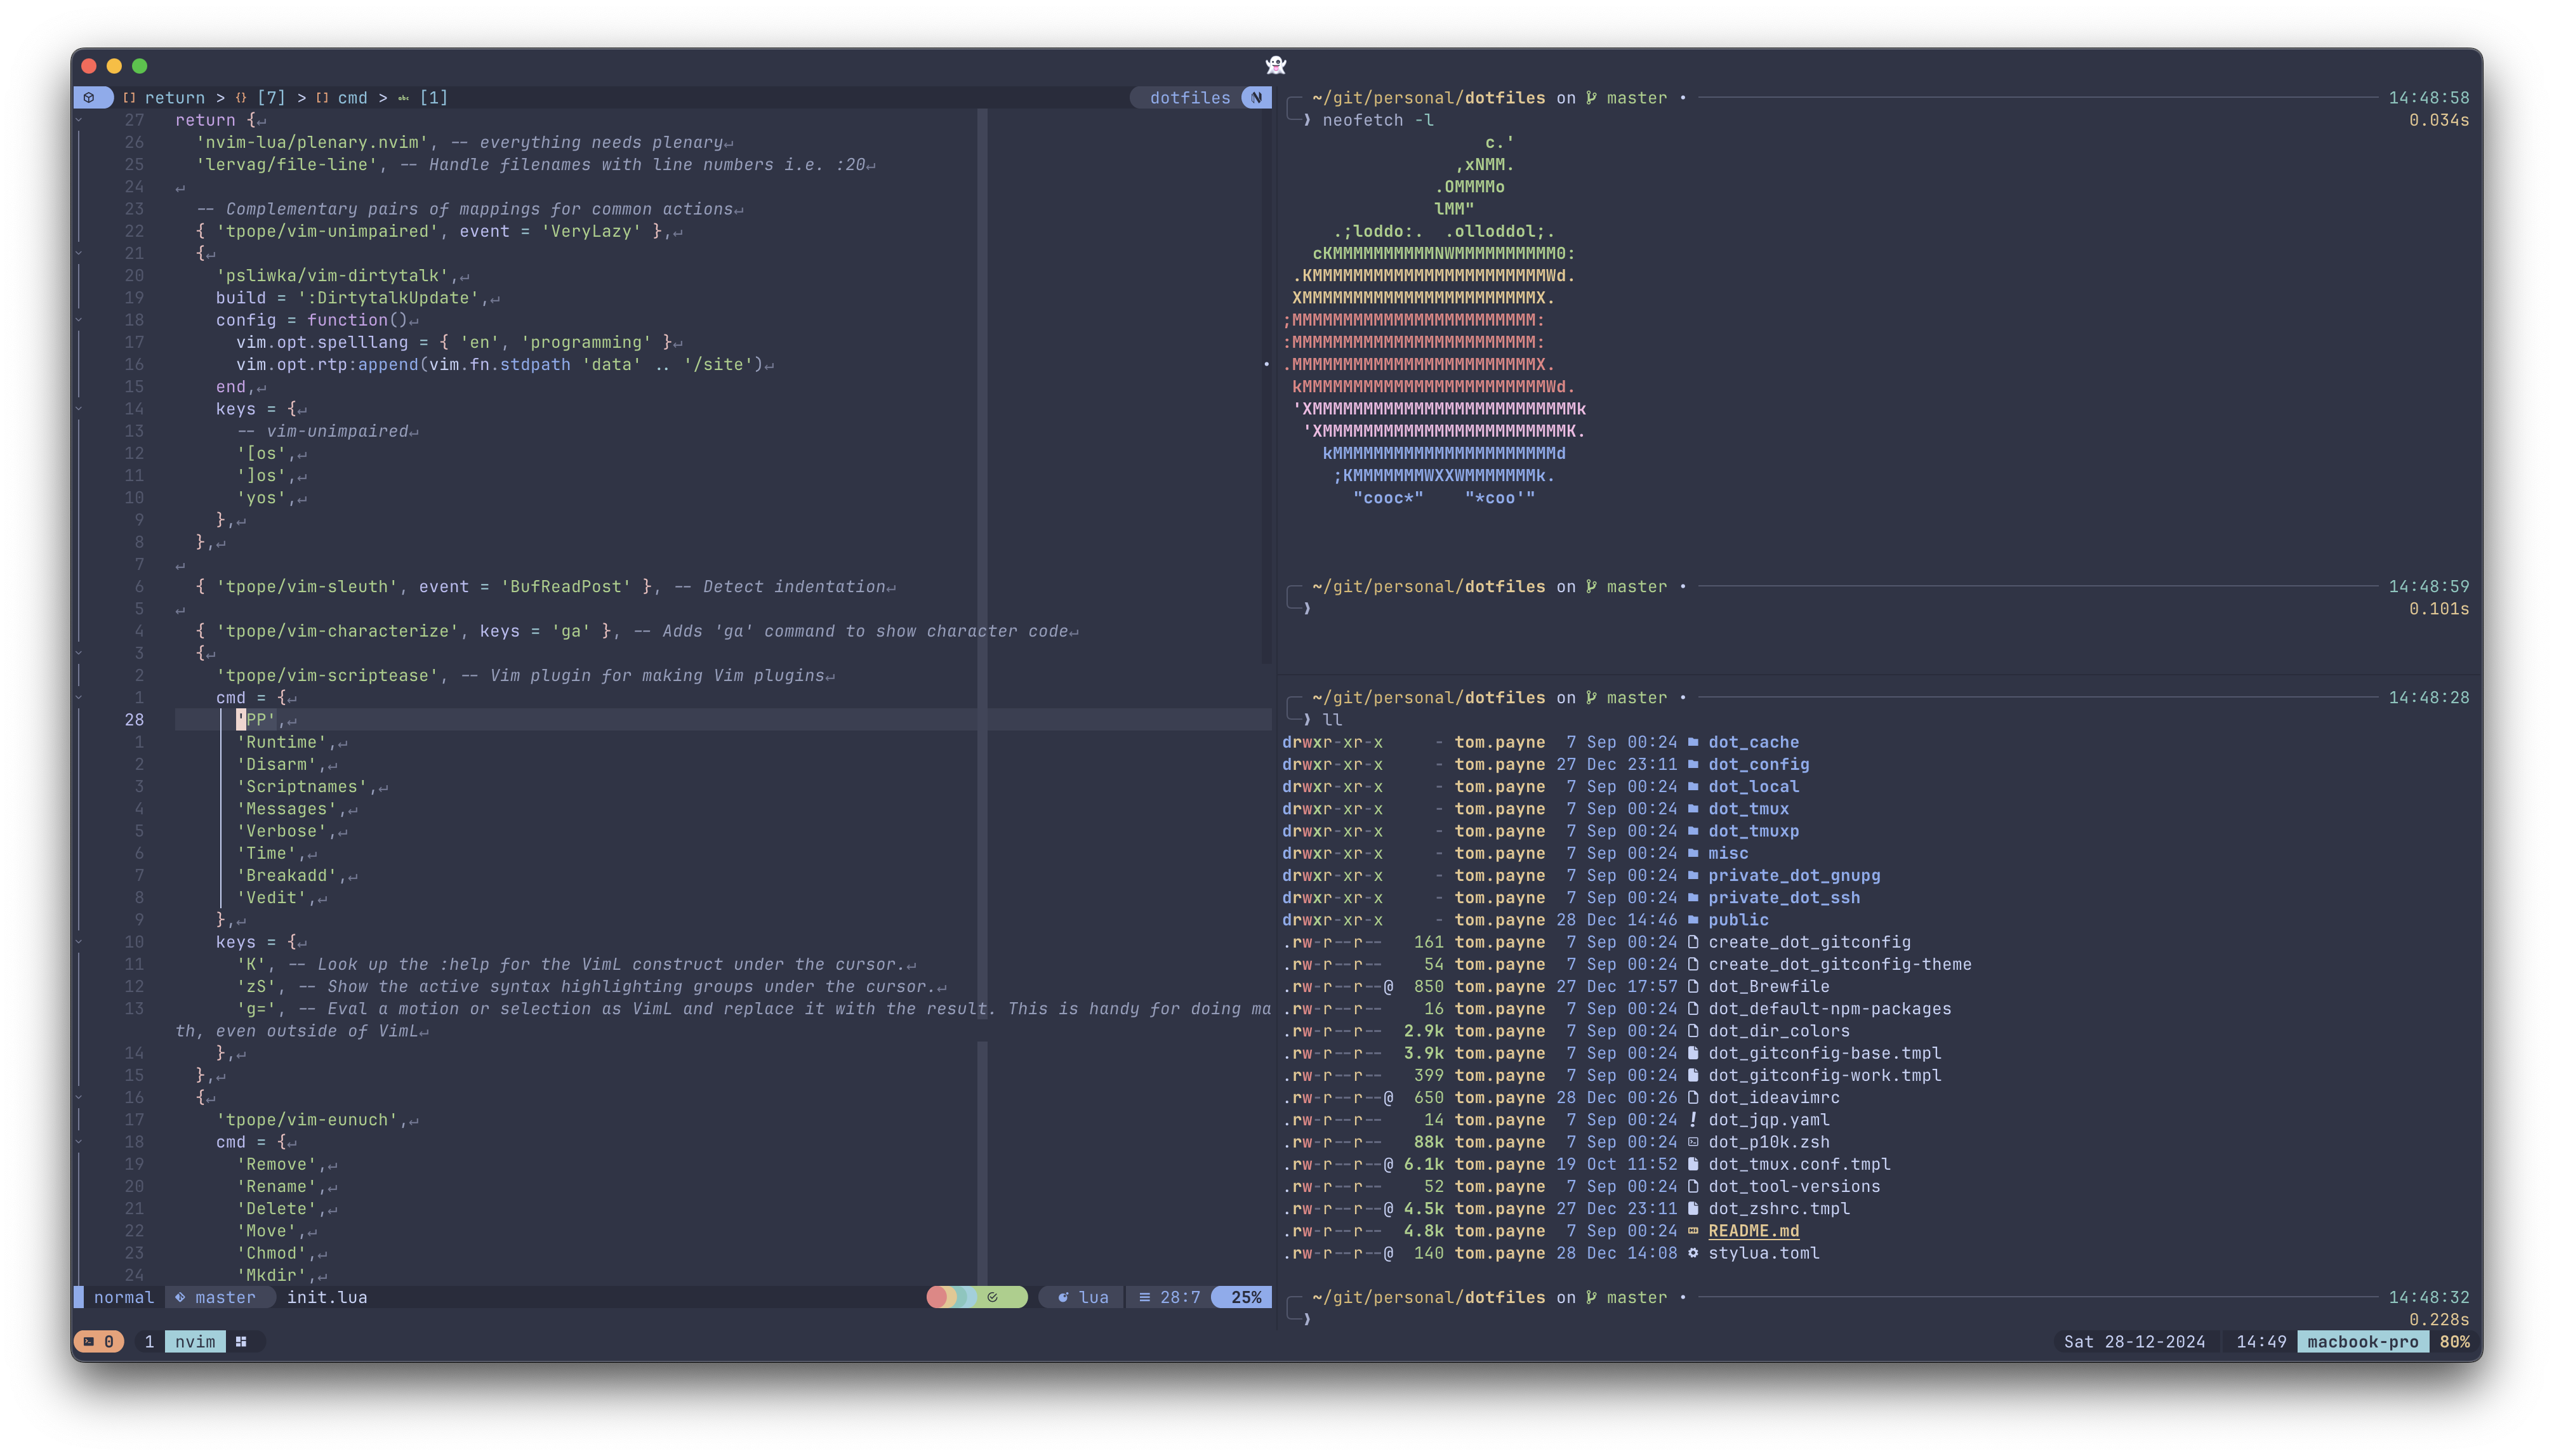 return > {} [7] > [] cmd > [1]
dotfiles
27 return {↵
26 'nvim-lua/plenary.nvim', -- everything needs plenary↵
25 'lervag/file-line', -- Handle filenames with line numbers i.e. :20↵
24 ↵
23 -- Complementary pairs of mappings for common actions↵
22 { 'tpope/vim-unimpaired', event = 'VeryLazy' },↵
21 {↵
20 'psliwka/vim-dirtytalk',↵
19 build = ':DirtytalkUpdate',↵
18 config = function()↵
17 vim.opt.spelllang = { 'en', 'programming' }↵
16 vim.opt.rtp:append(vim.fn.stdpath 'data' .. '/site')↵
15 end,↵
14 keys = {↵
13 -- vim-unimpaired↵
12 '[os',↵
11 ']os',↵
10 'yos',↵
9 },↵
8 },↵
7 ↵
6 { 'tpope/vim-sleuth', event = 'BufReadPost' }, -- Detect indentation↵
5 ↵
4 { 'tpope/vim-characterize', keys = 'ga' }, -- Adds 'ga' command to show character code↵
3 {↵
2 'tpope/vim-scriptease', -- Vim plugin for making Vim plugins↵
1 cmd = {↵
28 'PP',↵
1 'Runtime',↵
2 'Disarm',↵
3 'Scriptnames',↵
4 'Messages',↵
5 'Verbose',↵
6 'Time',↵
7 'Breakadd',↵
8 'Vedit',↵
9 },↵
10 keys = {↵
11 'K', -- Look up the :help for the VimL construct under the cursor.↵
12 'zS', -- Show the active syntax highlighting groups under the cursor.↵
13 'g=', -- Eval a motion or selection as VimL and replace it with the result. This is handy for doing ma
th, even outside of VimL↵
14 },↵
15 },↵
16 {↵
17 'tpope/vim-eunuch',↵
18 cmd = {↵
19 'Remove',↵
20 'Rename',↵
21 'Delete',↵
22 'Move',↵
23 'Chmod',↵
24 'Mkdir',↵
normal master init.lua
lua 28:7 25%
~/git/personal/dotfiles on master • 14:48:58
❱ neofetch -l 0.034s
c.'
,xNMM.
.OMMMMo
lMM"
.;loddo:. .olloddol;.
cKMMMMMMMMMMNWMMMMMMMMMM0:
.KMMMMMMMMMMMMMMMMMMMMMMMWd.
XMMMMMMMMMMMMMMMMMMMMMMMX.
;MMMMMMMMMMMMMMMMMMMMMMMM:
:MMMMMMMMMMMMMMMMMMMMMMMM:
.MMMMMMMMMMMMMMMMMMMMMMMMX.
kMMMMMMMMMMMMMMMMMMMMMMMMWd.
'XMMMMMMMMMMMMMMMMMMMMMMMMMMk
'XMMMMMMMMMMMMMMMMMMMMMMMMK.
kMMMMMMMMMMMMMMMMMMMMMMd
;KMMMMMMMWXXWMMMMMMMk.
"cooc*" "*coo'"
~/git/personal/dotfiles on master • 14:48:59
❱ 0.101s
~/git/personal/dotfiles on master • 14:48:28
❱ ll
drwxr-xr-x - tom.payne 7 Sep 00:24 dot_cache
drwxr-xr-x - tom.payne 27 Dec 23:11 dot_config
drwxr-xr-x - tom.payne 7 Sep 00:24 dot_local
drwxr-xr-x - tom.payne 7 Sep 00:24 dot_tmux
drwxr-xr-x - tom.payne 7 Sep 00:24 dot_tmuxp
drwxr-xr-x - tom.payne 7 Sep 00:24 misc
drwxr-xr-x - tom.payne 7 Sep 00:24 private_dot_gnupg
drwxr-xr-x - tom.payne 7 Sep 00:24 private_dot_ssh
drwxr-xr-x - tom.payne 28 Dec 14:46 public
.rw-r--r-- 161 tom.payne 7 Sep 00:24 create_dot_gitconfig
.rw-r--r-- 54 tom.payne 7 Sep 00:24 create_dot_gitconfig-theme
.rw-r--r--@ 850 tom.payne 27 Dec 17:57 dot_Brewfile
.rw-r--r-- 16 tom.payne 7 Sep 00:24 dot_default-npm-packages
.rw-r--r-- 2.9k tom.payne 7 Sep 00:24 dot_dir_colors
.rw-r--r-- 3.9k tom.payne 7 Sep 00:24 dot_gitconfig-base.tmpl
.rw-r--r-- 399 tom.payne 7 Sep 00:24 dot_gitconfig-work.tmpl
.rw-r--r--@ 650 tom.payne 28 Dec 00:26 dot_ideavimrc
.rw-r--r-- 14 tom.payne 7 Sep 00:24 dot_jqp.yaml
.rw-r--r-- 88k tom.payne 7 Sep 00:24 dot_p10k.zsh
.rw-r--r--@ 6.1k tom.payne 19 Oct 11:52 dot_tmux.conf.tmpl
.rw-r--r-- 52 tom.payne 7 Sep 00:24 dot_tool-versions
.rw-r--r--@ 4.5k tom.payne 27 Dec 23:11 dot_zshrc.tmpl
.rw-r--r-- 4.8k tom.payne 7 Sep 00:24 README.md
.rw-r--r--@ 140 tom.payne 28 Dec 14:08 stylua.toml
~/git/personal/dotfiles on master • 14:48:32
❱ 0.228s
0 1 nvim
Sat 28-12-2024 14:49 macbook-pro 80%